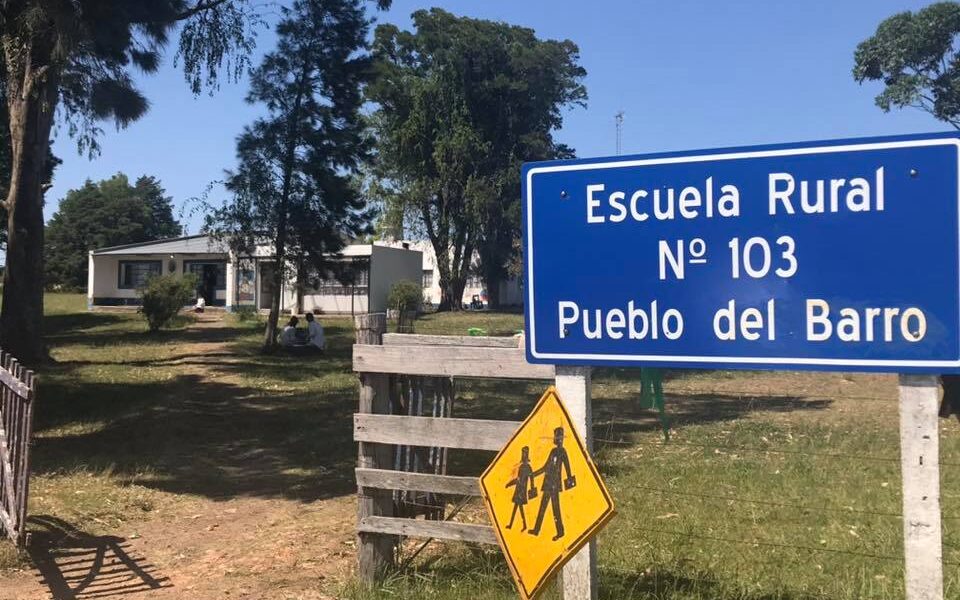 Escuela Rural
Nº 103
Pueblo del Barro